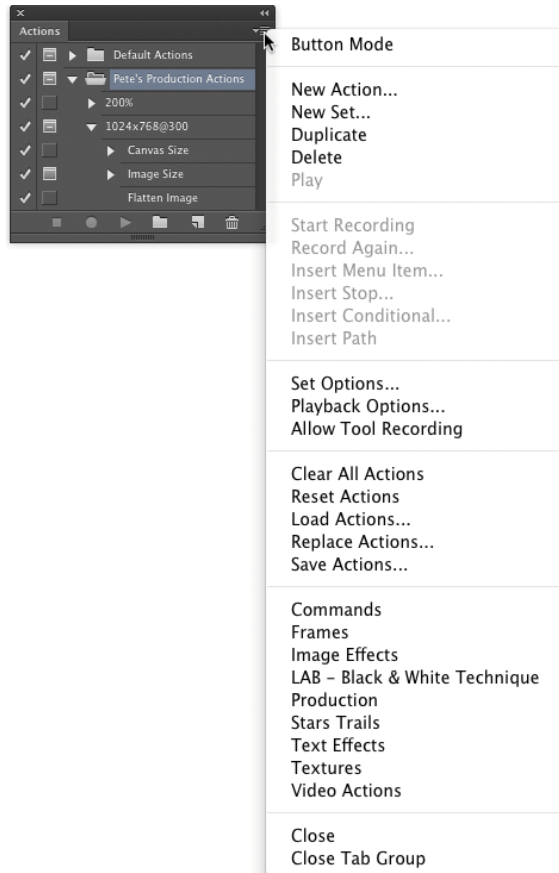 Actions
Default Actions
Pete's Production Actions
200%
1024x768@300
Canvas Size
Image Size
Flatten Image
Button Mode
New Action...
New Set...
Duplicate
Delete
Play
Start Recording
Record Again...
Insert Menu Item...
Insert Stop...
Insert Conditional...
Insert Path
Set Options...
Playback Options...
Allow Tool Recording
Clear All Actions
Reset Actions
Load Actions...
Replace Actions...
Save Actions...
Commands
Frames
Image Effects
LAB – Black & White Technique
Production
Stars Trails
Text Effects
Textures
Video Actions
Close
Close Tab Group